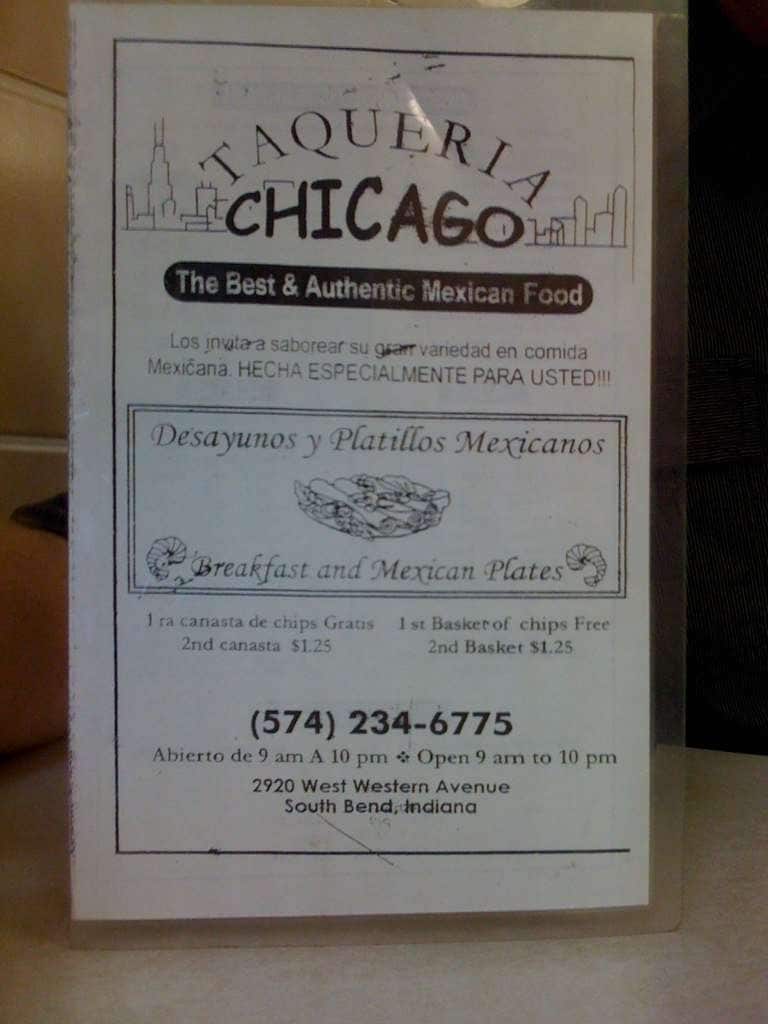 TAQUERIA
CHICAGO
The Best & Authentic Mexican Food
Los invita a saborear su gran variedad en comida
Mexicana. HECHA ESPECIALMENTE PARA USTED!!!
Desayunos y Platillos Mexicanos
Breakfast and Mexican Plates
1 ra canasta de chips Gratis 1 st Basket of chips Free
2nd canasta $1.25 2nd Basket $1.25
(574) 234-6775
Abierto de 9 am A 10 pm ❖ Open 9 am to 10 pm
2920 West Western Avenue
South Bend, Indiana